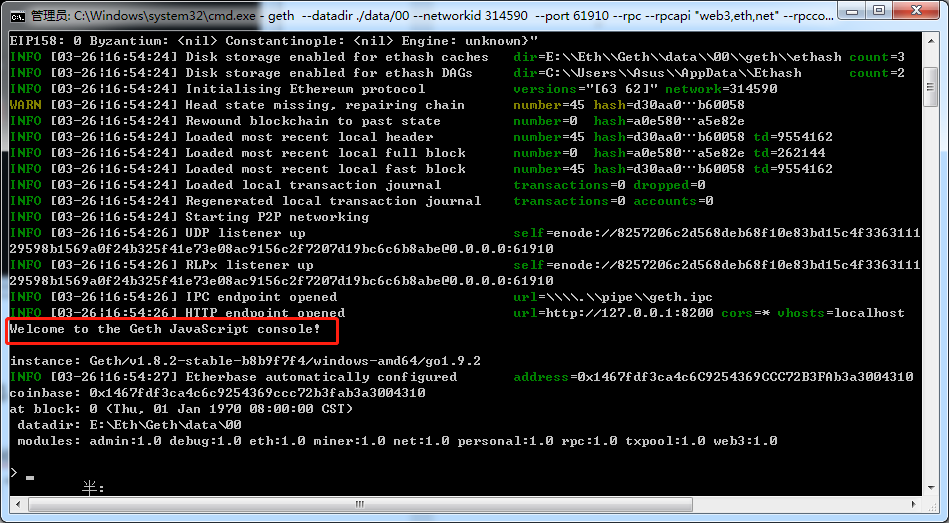 管理员: C:\Windows\system32\cmd.exe - geth  --datadir ./data/00 --networkid 314590  --port 61910 --rpc --rpcapi "web3,eth,net" --rpcco...
EIP158: 0 Byzantium: <nil> Constantinople: <nil> Engine: unknown}"
INFO [03-26|16:54:24] Disk storage enabled for ethash caches   dir=E:\\Eth\\Geth\\data\\00\\geth\\ethash count=3
INFO [03-26|16:54:24] Disk storage enabled for ethash DAGs     dir=C:\\Users\\Asus\\AppData\\Ethash      count=2
INFO [03-26|16:54:24] Initialising Ethereum protocol           versions="[63 62]" network=314590
WARN [03-26|16:54:24] Head state missing, repairing chain      number=45 hash=d30aa0…b60058
INFO [03-26|16:54:24] Rewound blockchain to past state         number=0  hash=a0e580…a5e82e
INFO [03-26|16:54:24] Loaded most recent local header          number=45 hash=d30aa0…b60058 td=9554162
INFO [03-26|16:54:24] Loaded most recent local full block      number=0  hash=a0e580…a5e82e td=262144
INFO [03-26|16:54:24] Loaded most recent local fast block      number=45 hash=d30aa0…b60058 td=9554162
INFO [03-26|16:54:24] Loaded local transaction journal         transactions=0 dropped=0
INFO [03-26|16:54:24] Regenerated local transaction journal    transactions=0 accounts=0
INFO [03-26|16:54:24] Starting P2P networking
INFO [03-26|16:54:26] UDP listener up                          self=enode://8257206c2d568deb68f10e83bd15c4f3363111
29598b1569a0f24b325f41e73e08ac9156c2f7207d19bc6c6b8abe@0.0.0.0:61910
INFO [03-26|16:54:26] RLPx listener up                         self=enode://8257206c2d568deb68f10e83bd15c4f3363111
29598b1569a0f24b325f41e73e08ac9156c2f7207d19bc6c6b8abe@0.0.0.0:61910
INFO [03-26|16:54:26] IPC endpoint opened                      url=\\\\.\\pipe\\geth.ipc
INFO [03-26|16:54:26] HTTP endpoint opened                     url=http://127.0.0.1:8200 cors=* vhosts=localhost
Welcome to the Geth JavaScript console!
instance: Geth/v1.8.2-stable-b8b9f7f4/windows-amd64/go1.9.2
INFO [03-26|16:54:27] Etherbase automatically configured       address=0x1467fdf3ca4c6C9254369CCC72B3FAb3a3004310
coinbase: 0x1467fdf3ca4c6c9254369ccc72b3fab3a3004310
at block: 0 (Thu, 01 Jan 1970 08:00:00 CST)
 datadir: E:\Eth\Geth\data\00
 modules: admin:1.0 debug:1.0 eth:1.0 miner:1.0 net:1.0 personal:1.0 rpc:1.0 txpool:1.0 web3:1.0
> _
半: